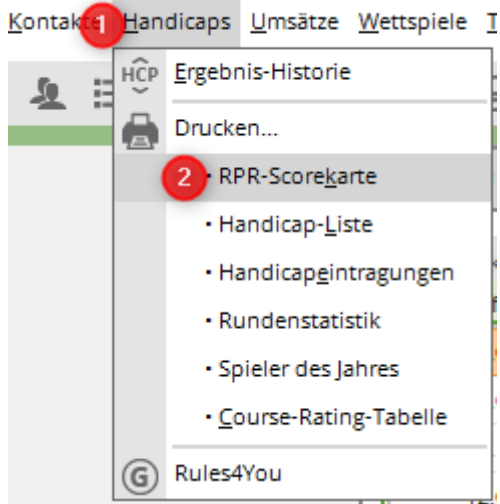 Kontakte 1 Handicaps Umsätze Wettspiele T
HCP Ergebnis-Historie
Drucken...
2 • RPR-Scorekarte
• Handicap-Liste
• Handicapeintragungen
• Rundenstatistik
• Spieler des Jahres
• Course-Rating-Tabelle
G Rules4You